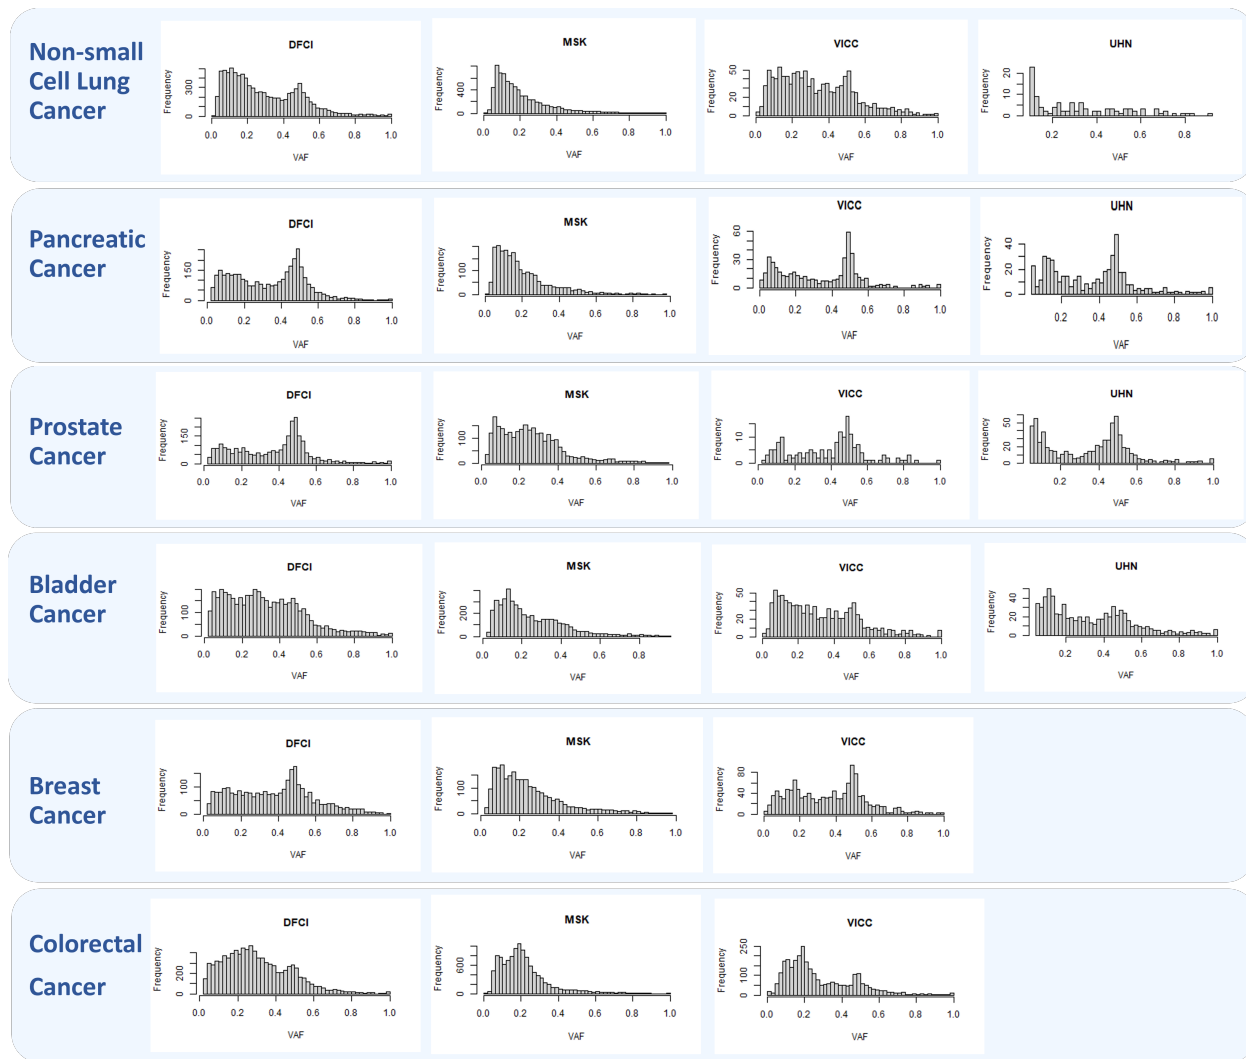 Non-small
Cell Lung
Cancer
DFCI
Frequency
0 300
0.0 0.2 0.4 0.6 0.8 1.0
VAF
MSK
Frequency
0 400
0.0 0.2 0.4 0.6 0.8 1.0
VAF
VICC
Frequency
0 20 50
0.0 0.2 0.4 0.6 0.8 1.0
VAF
UHN
Frequency
0 10 20
0.2 0.4 0.6 0.8
VAF
Pancreatic
Cancer
DFCI
Frequency
0 150
0.0 0.2 0.4 0.6 0.8 1.0
VAF
MSK
Frequency
0 100
0.0 0.2 0.4 0.6 0.8 1.0
VAF
VICC
Frequency
0 30 60
0.0 0.2 0.4 0.6 0.8 1.0
VAF
UHN
Frequency
0 20 40
0.2 0.4 0.6 0.8 1.0
VAF
Prostate
Cancer
DFCI
Frequency
0 150
0.0 0.2 0.4 0.6 0.8 1.0
VAF
MSK
Frequency
0 100
0.0 0.2 0.4 0.6 0.8 1.0
VAF
VICC
Frequency
0 10
0.0 0.2 0.4 0.6 0.8 1.0
VAF
UHN
Frequency
0 20 50
0.2 0.4 0.6 0.8 1.0
VAF
Bladder
Cancer
DFCI
Frequency
0 100
0.0 0.2 0.4 0.6 0.8 1.0
VAF
MSK
Frequency
0 200
0.0 0.2 0.4 0.6 0.8
VAF
VICC
Frequency
0 20 50
0.0 0.2 0.4 0.6 0.8 1.0
VAF
UHN
Frequency
0 20 40
0.2 0.4 0.6 0.8 1.0
VAF
Breast
Cancer
DFCI
Frequency
0 100
0.0 0.2 0.4 0.6 0.8 1.0
VAF
MSK
Frequency
0 100
0.0 0.2 0.4 0.6 0.8 1.0
VAF
VICC
Frequency
0 40 80
0.0 0.2 0.4 0.6 0.8 1.0
VAF
Colorectal
Cancer
DFCI
Frequency
0 200
0.0 0.2 0.4 0.6 0.8 1.0
VAF
MSK
Frequency
0 600
0.0 0.2 0.4 0.6 0.8 1.0
VAF
VICC
Frequency
0 100 250
0.0 0.2 0.4 0.6 0.8 1.0
VAF